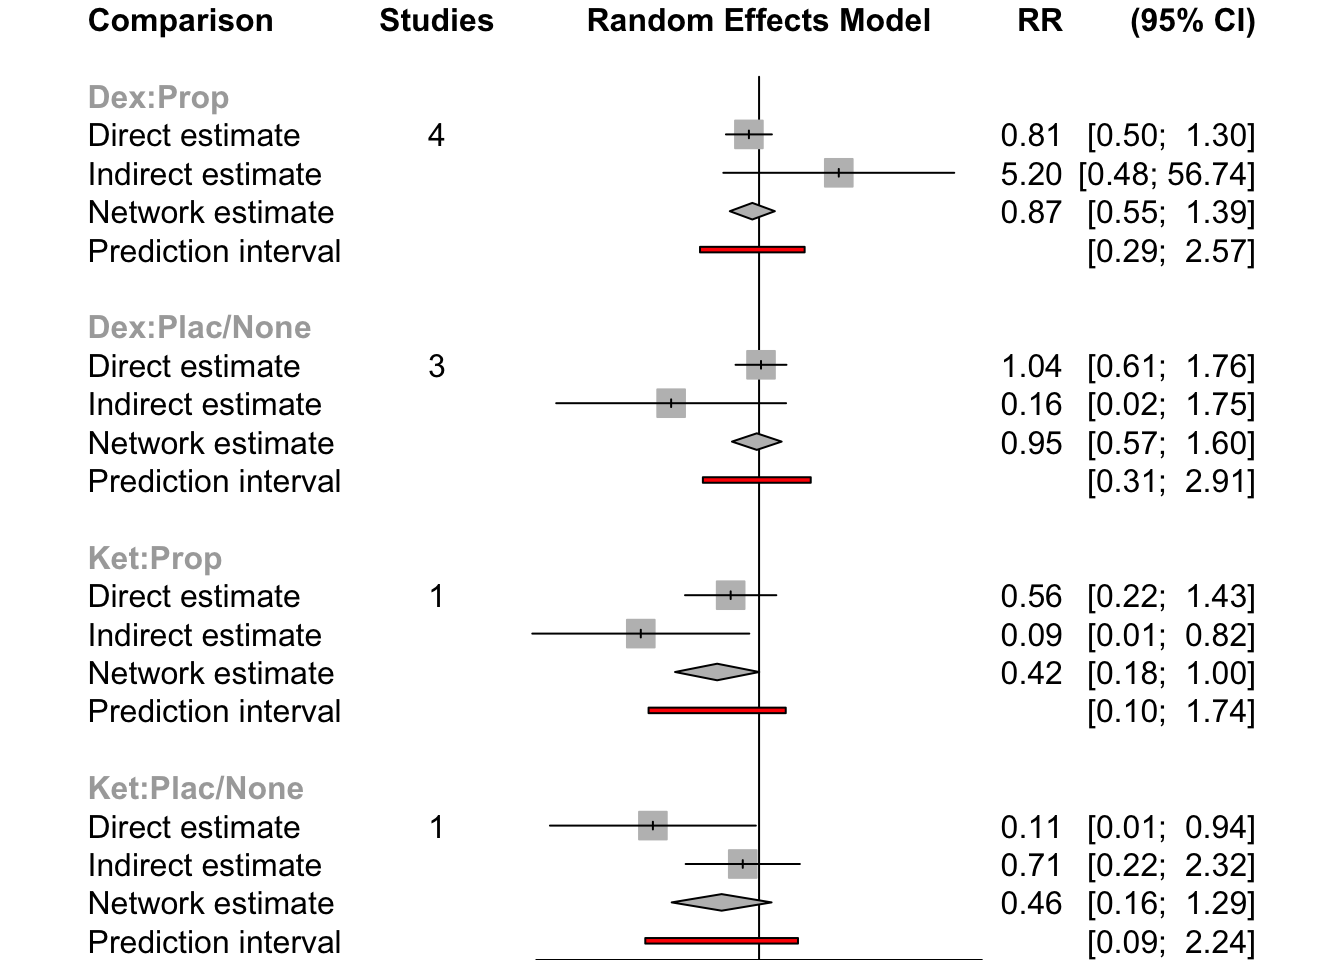 Comparison Studies Random Effects Model RR (95% CI)
Dex:Prop
Direct estimate 4 0.81 [0.50; 1.30]
Indirect estimate 5.20 [0.48; 56.74]
Network estimate 0.87 [0.55; 1.39]
Prediction interval [0.29; 2.57]
Dex:Plac/None
Direct estimate 3 1.04 [0.61; 1.76]
Indirect estimate 0.16 [0.02; 1.75]
Network estimate 0.95 [0.57; 1.60]
Prediction interval [0.31; 2.91]
Ket:Prop
Direct estimate 1 0.56 [0.22; 1.43]
Indirect estimate 0.09 [0.01; 0.82]
Network estimate 0.42 [0.18; 1.00]
Prediction interval [0.10; 1.74]
Ket:Plac/None
Direct estimate 1 0.11 [0.01; 0.94]
Indirect estimate 0.71 [0.22; 2.32]
Network estimate 0.46 [0.16; 1.29]
Prediction interval [0.09; 2.24]